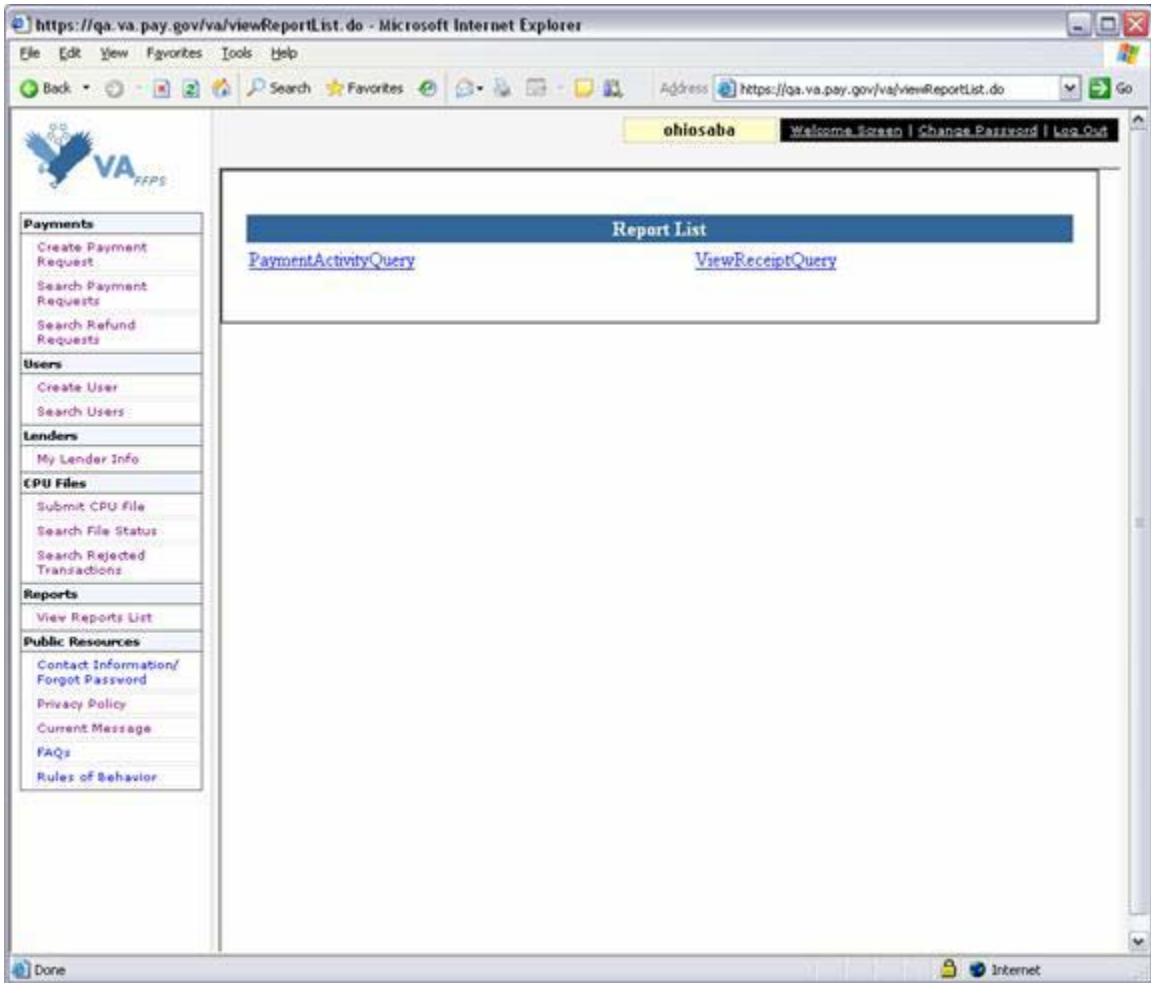 https://qa.va.pay.gov/va/viewReportList.do - Microsoft Internet Explorer
File Edit View Favorites Tools Help
Back Search Favorites Address https://qa.va.pay.gov/va/viewReportList.do Go
ohiosaba Welcome Screen | Change Password | Log Out
VA FFPS
Payments
Create Payment
Request
Search Payment
Requests
Search Refund
Requests
Users
Create User
Search Users
Lenders
My Lender Info
CPU Files
Submit CPU File
Search File Status
Search Rejected
Transactions
Reports
View Reports List
Public Resources
Contact Information/
Forgot Password
Privacy Policy
Current Message
FAQs
Rules of Behavior
Report List
PaymentActivityQuery ViewReceiptQuery
Done Internet